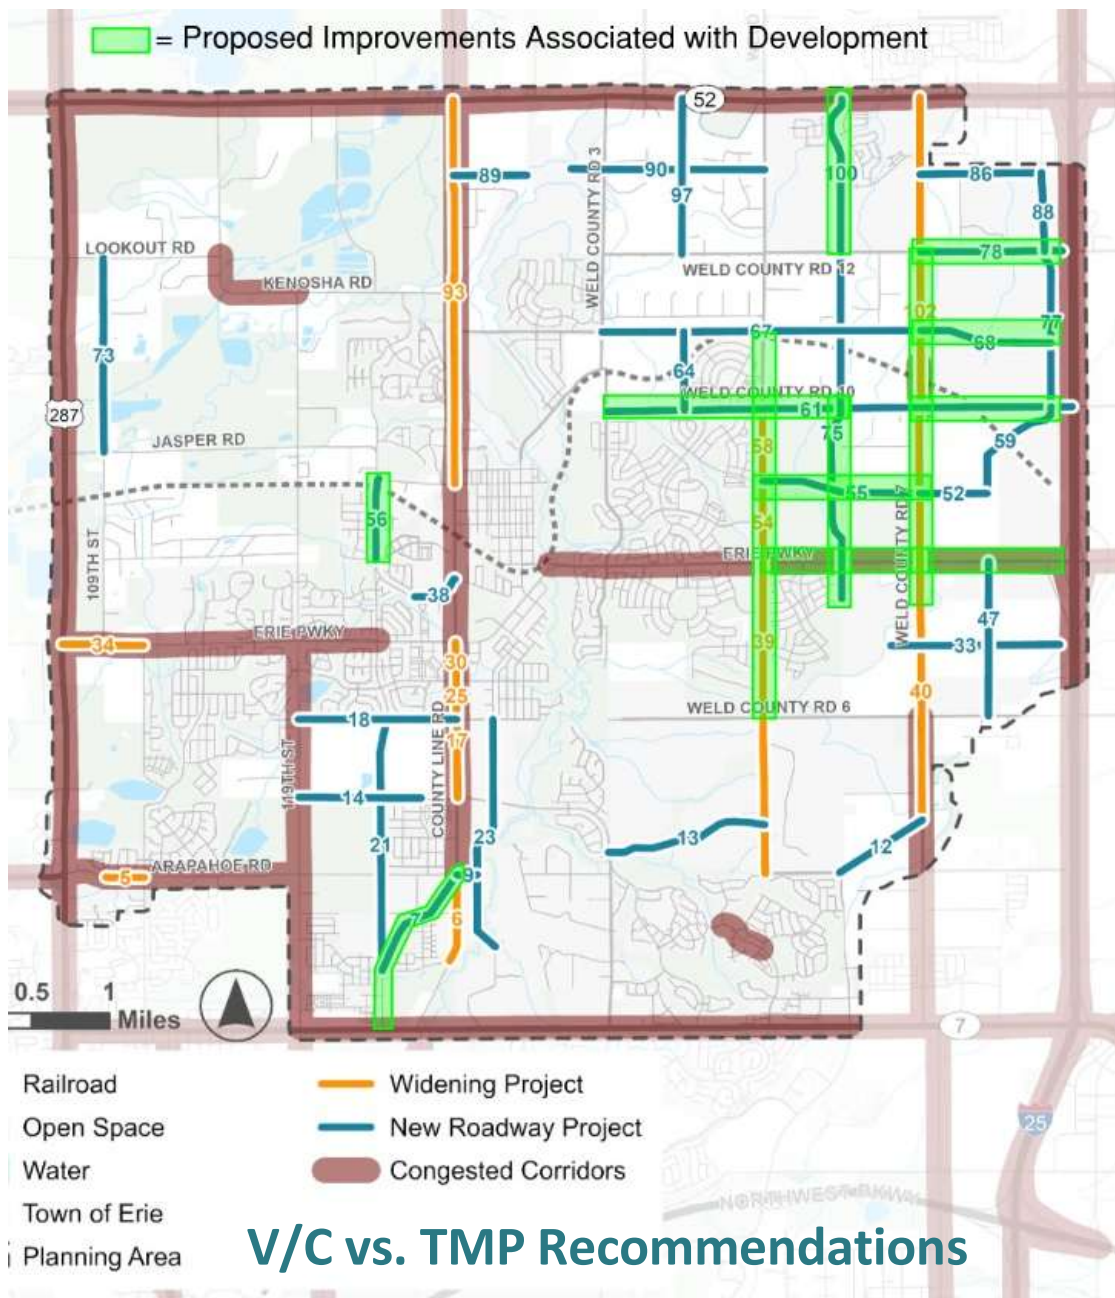 = Proposed Improvements Associated with Development
52
89
90
97
100
86
88
WELD COUNTY RD 3
LOOKOUT RD
KENOSHA RD
WELD COUNTY RD 12
78
93
102
77
73
67
68
64
WELD COUNTY RD 10
61
287
75
JASPER RD
58
59
56
55
52
54
WELD COUNTY RD 7
109TH ST
ERIE PWKY
38
47
34
ERIE PWKY
39
33
30
25
40
18
17
WELD COUNTY RD 6
119TH ST
COUNTY LINE RD
14
21
23
13
12
ARAPAHOE RD
5
9
7
6
0.5 1
Miles
7
25
Railroad
Widening Project
Open Space
New Roadway Project
Water
Congested Corridors
Town of Erie
NORTHWEST PKWY
Planning Area
V/C vs. TMP Recommendations